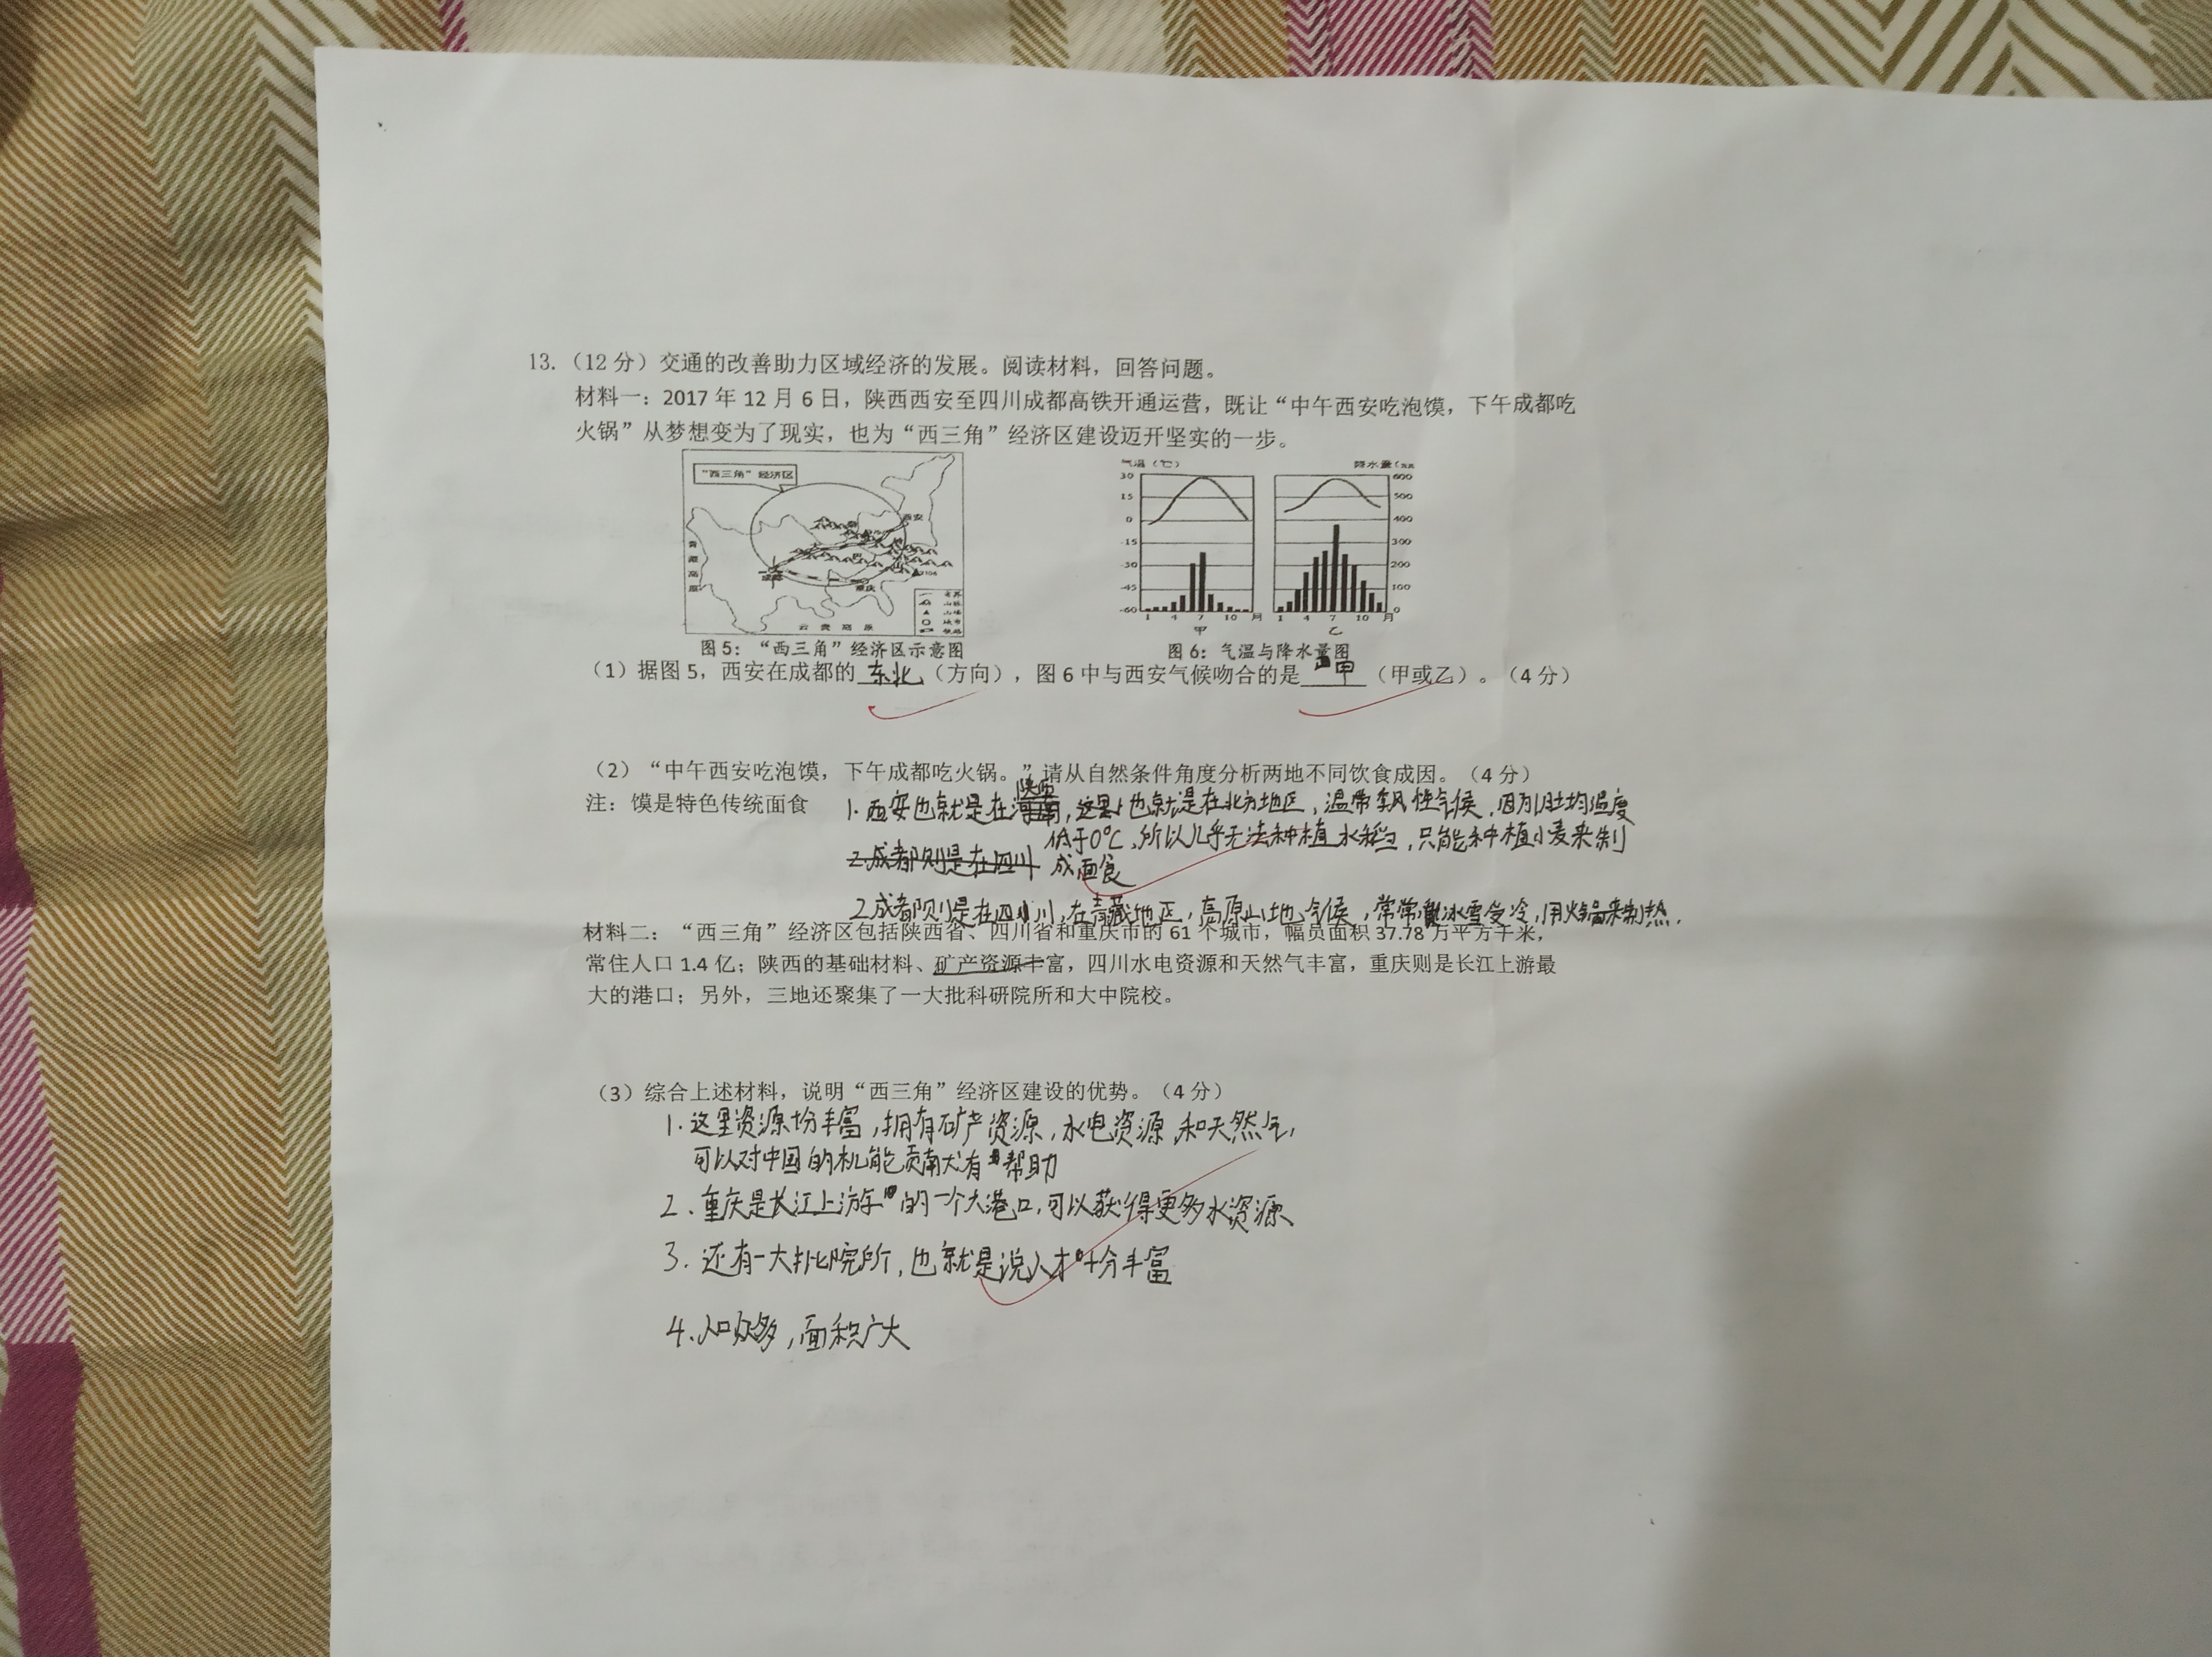 13.（12 分）交通的改善助力区域经济的发展。阅读材料，回答问题。
材料一：2017 年 12 月 6 日，陕西西安至四川成都高铁开通运营，既让“中午西安吃泡馍，下午成都吃
火锅”从梦想变为了现实，也为“西三角”经济区建设迈开坚实的一步。
“西三角”经济区
西安
成都
重庆
青藏高原
云贵高原
省界
山脉
山峰
城市
铁路
图 5：“西三角”经济区示意图
气温（℃） 降水量(mm
30 15 0 -15 -30 -45 -60
600 500 400 300 200 100 0
1 4 7 10 月 1 4 7 10 月
甲 乙
图 6：气温与降水量图
（1）据图 5，西安在成都的 东北（方向），图 6 中与西安气候吻合的是 甲（甲或乙）。（4 分）
（2）“中午西安吃泡馍，下午成都吃火锅。”请从自然条件角度分析两地不同饮食成因。（4 分）
注：馍是特色传统面食
1.西安也就是在陕西，这里也就是在北方地区，温带季风性气候，因为1月均温度
低于0℃，所以几乎无法种植水稻，只能种植小麦来制
2.成都则是在四川 成面食
2.成都则是在四川，在青藏地区，高原山地气候，常常冰雪受冷，用火锅来制热.
材料二：“西三角”经济区包括陕西省、四川省和重庆市的 61 个城市，幅员面积 37.78 万平方千米，
常住人口 1.4 亿；陕西的基础材料、矿产资源丰富，四川水电资源和天然气丰富，重庆则是长江上游最
大的港口；另外，三地还聚集了一大批科研院所和大中院校。
（3）综合上述材料，说明“西三角”经济区建设的优势。（4 分）
1.这里资源十分丰富，拥有矿产资源，水电资源，和天然气，
可以对中国的机能贡献有帮助
2.重庆是长江上游的一个大港口，可以获得更多水资源
3.还有一大批院所，也就是说人才十分丰富
4.人口众多，面积广大